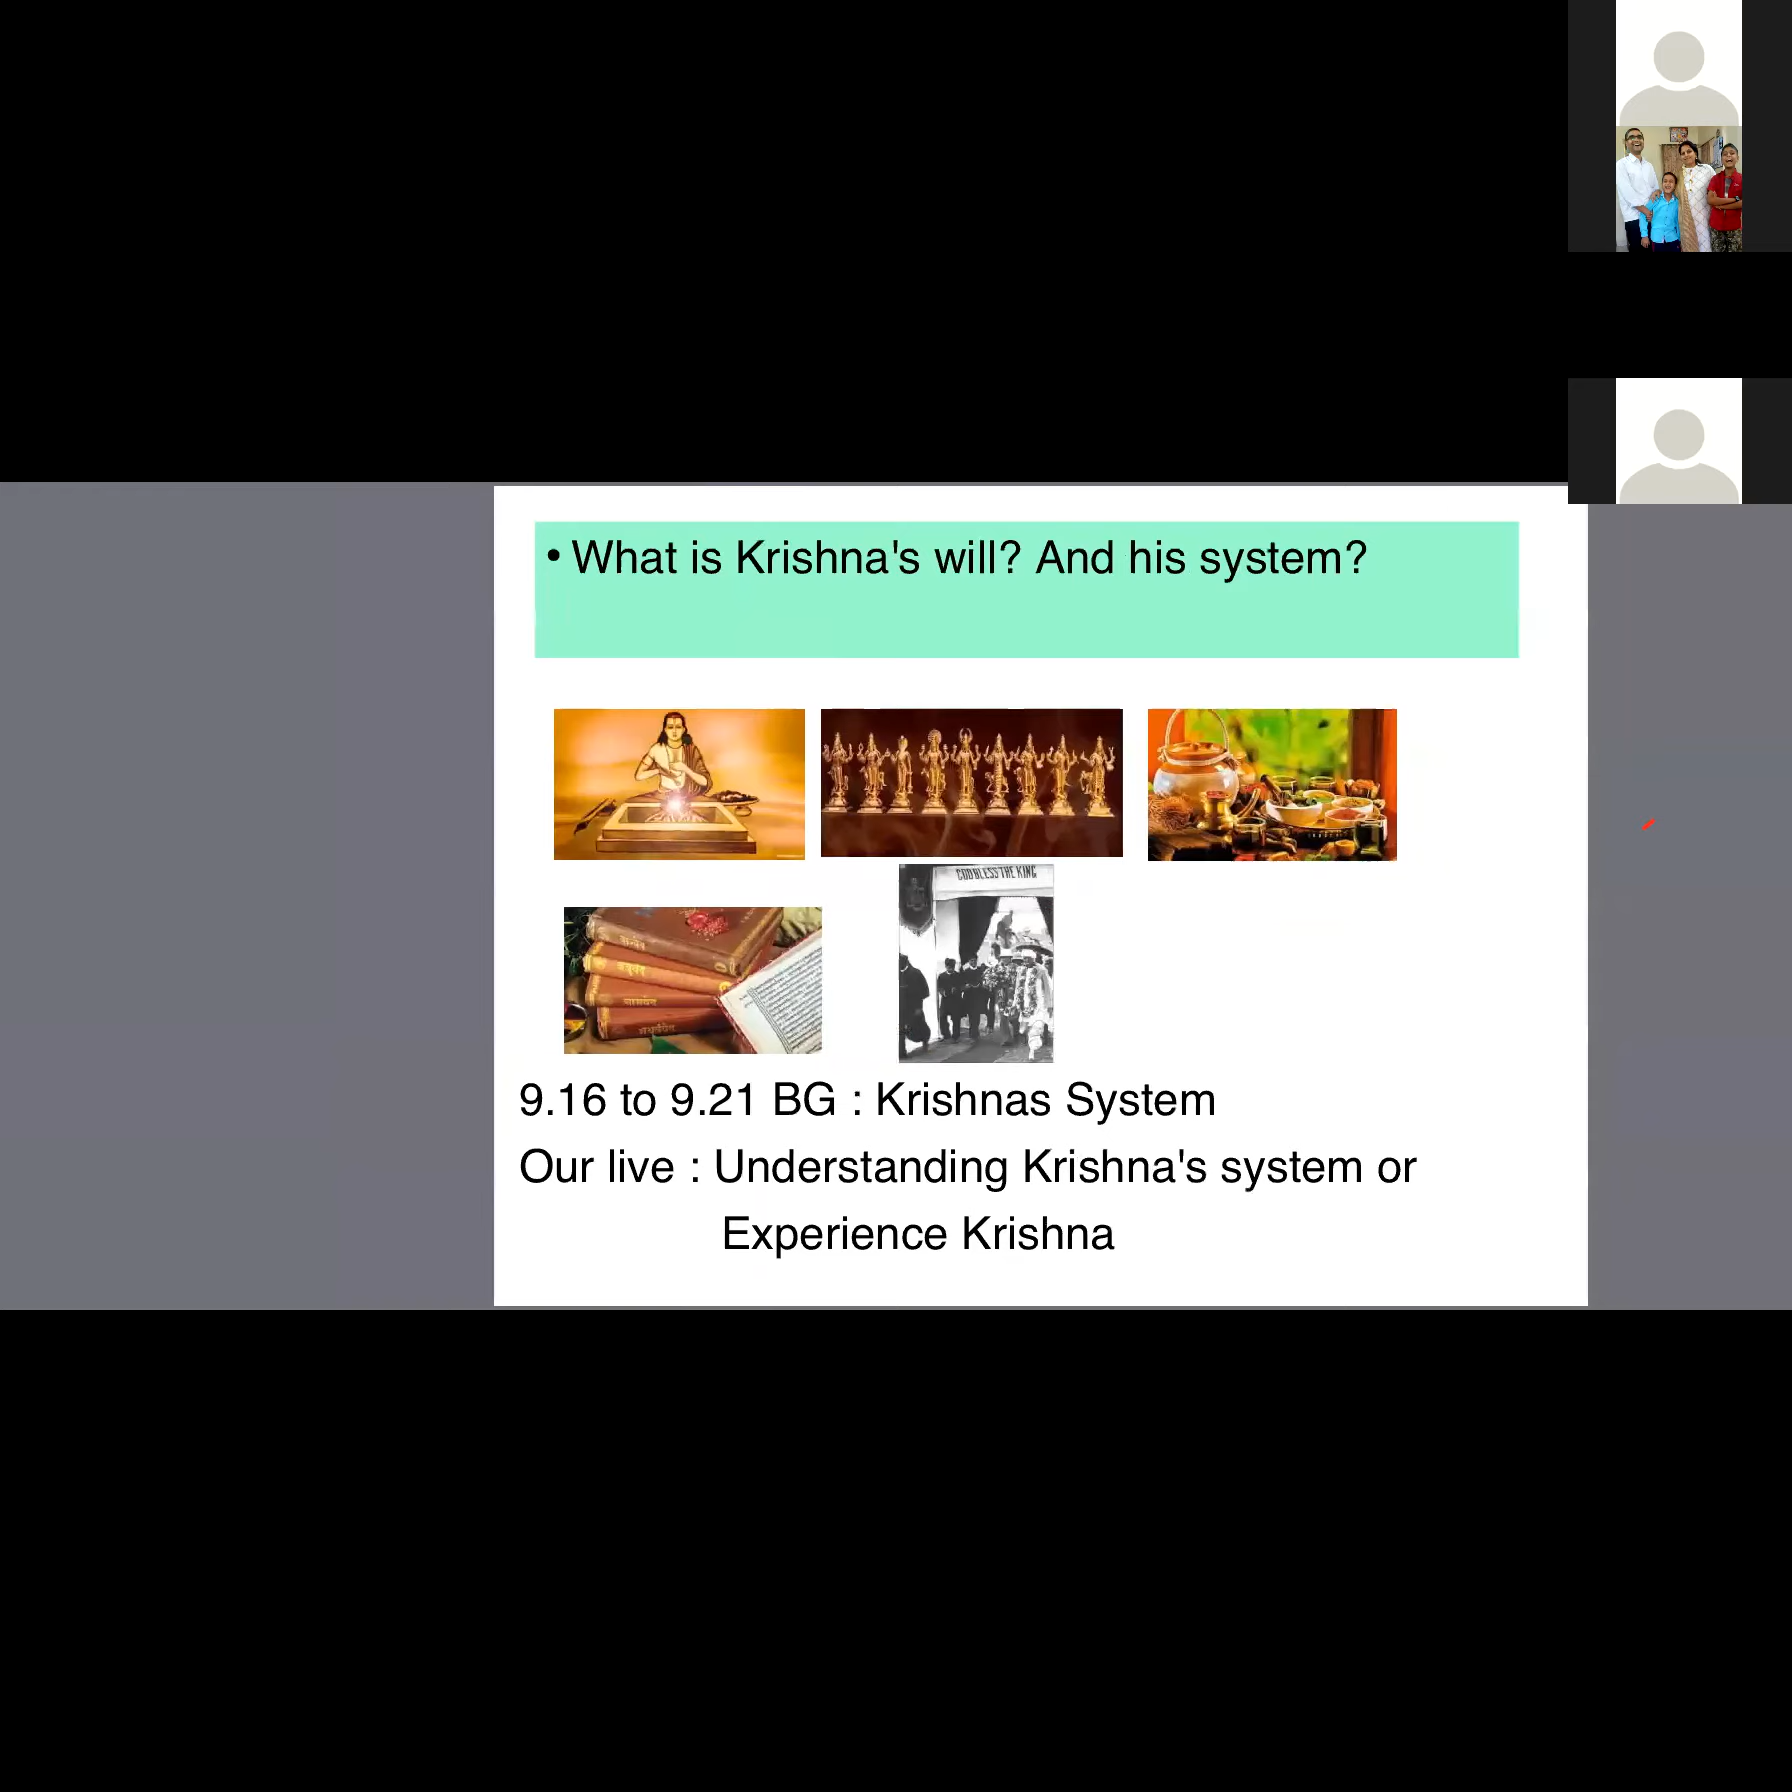 • What is Krishna's will? And his system?
GOD BLESS THE KING
9.16 to 9.21 BG : Krishnas System
Our live : Understanding Krishna's system or
Experience Krishna